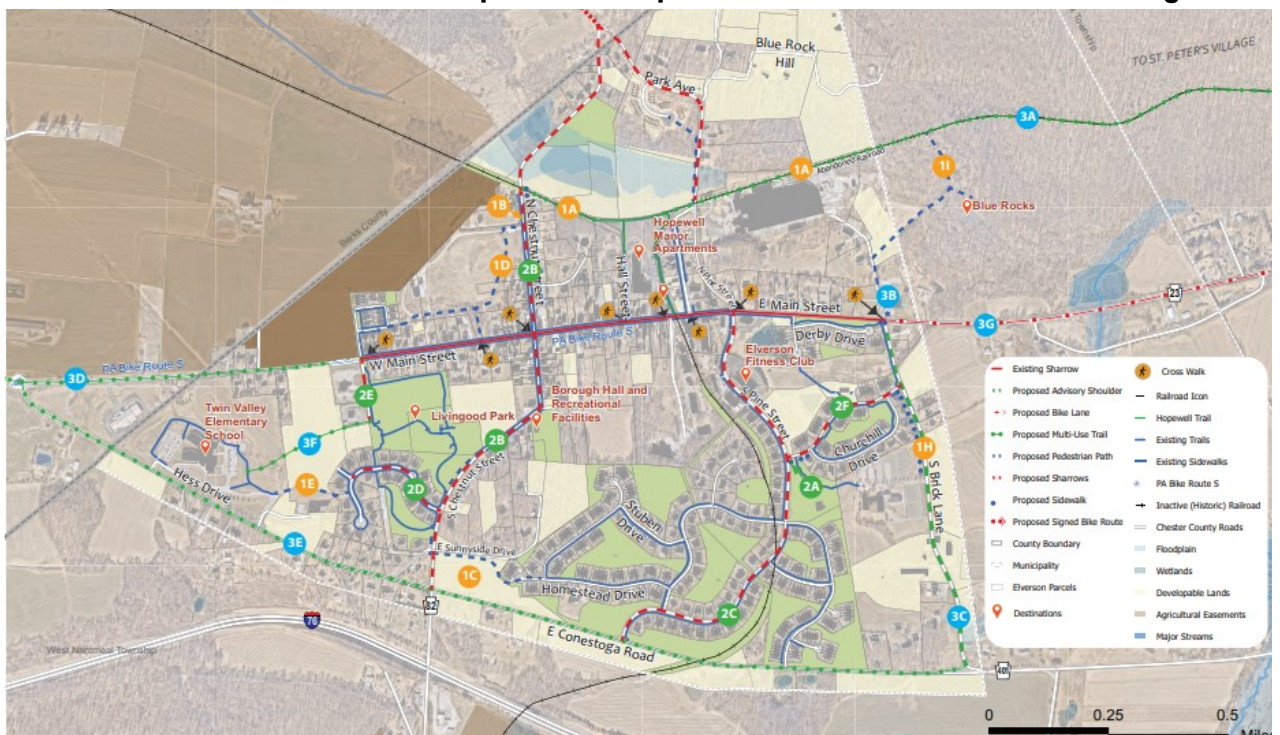 Blue Rock
Hill
Park Ave
TO ST. PETER'S VILLAGE
Township
3A
1A
Abandoned Railroad
1I
Blue Rocks
1B
1A
N Chestnut Street
Berks County
Hopewell
Manor
Apartments
1D
2B
Hall Street
N Pine Street
E Main Street
3B
23
3G
PA Bike Route S
W Main Street
PA Bike Route S
3D
Derby Drive
Elverson
Fitness Club
2E
Twin Valley
Elementary
School
Livingood Park
Borough Hall and
Recreational
Facilities
S Pine Street
2F
Churchill
Drive
3F
2B
S Chestnut Street
1H
S Brick Lane
Hess Drive
1E
2D
2A
Stuben
Drive
3E
E Sunnyside Drive
1C
Homestead Drive
2C
3C
82
76
E Conestoga Road
West Nantmeal Township
401
Existing Sharrow
Proposed Advisory Shoulder
Proposed Bike Lane
Proposed Multi-Use Trail
Proposed Pedestrian Path
Proposed Sharrows
Proposed Sidewalk
Proposed Signed Bike Route
County Boundary
Municipality
Elverson Parcels
Destinations
Cross Walk
Railroad Icon
Hopewell Trail
Existing Trails
Existing Sidewalks
PA Bike Route S
Inactive (Historic) Railroad
Chester County Roads
Floodplain
Wetlands
Developable Lands
Agricultural Easements
Major Streams
0 0.25 0.5
Miles